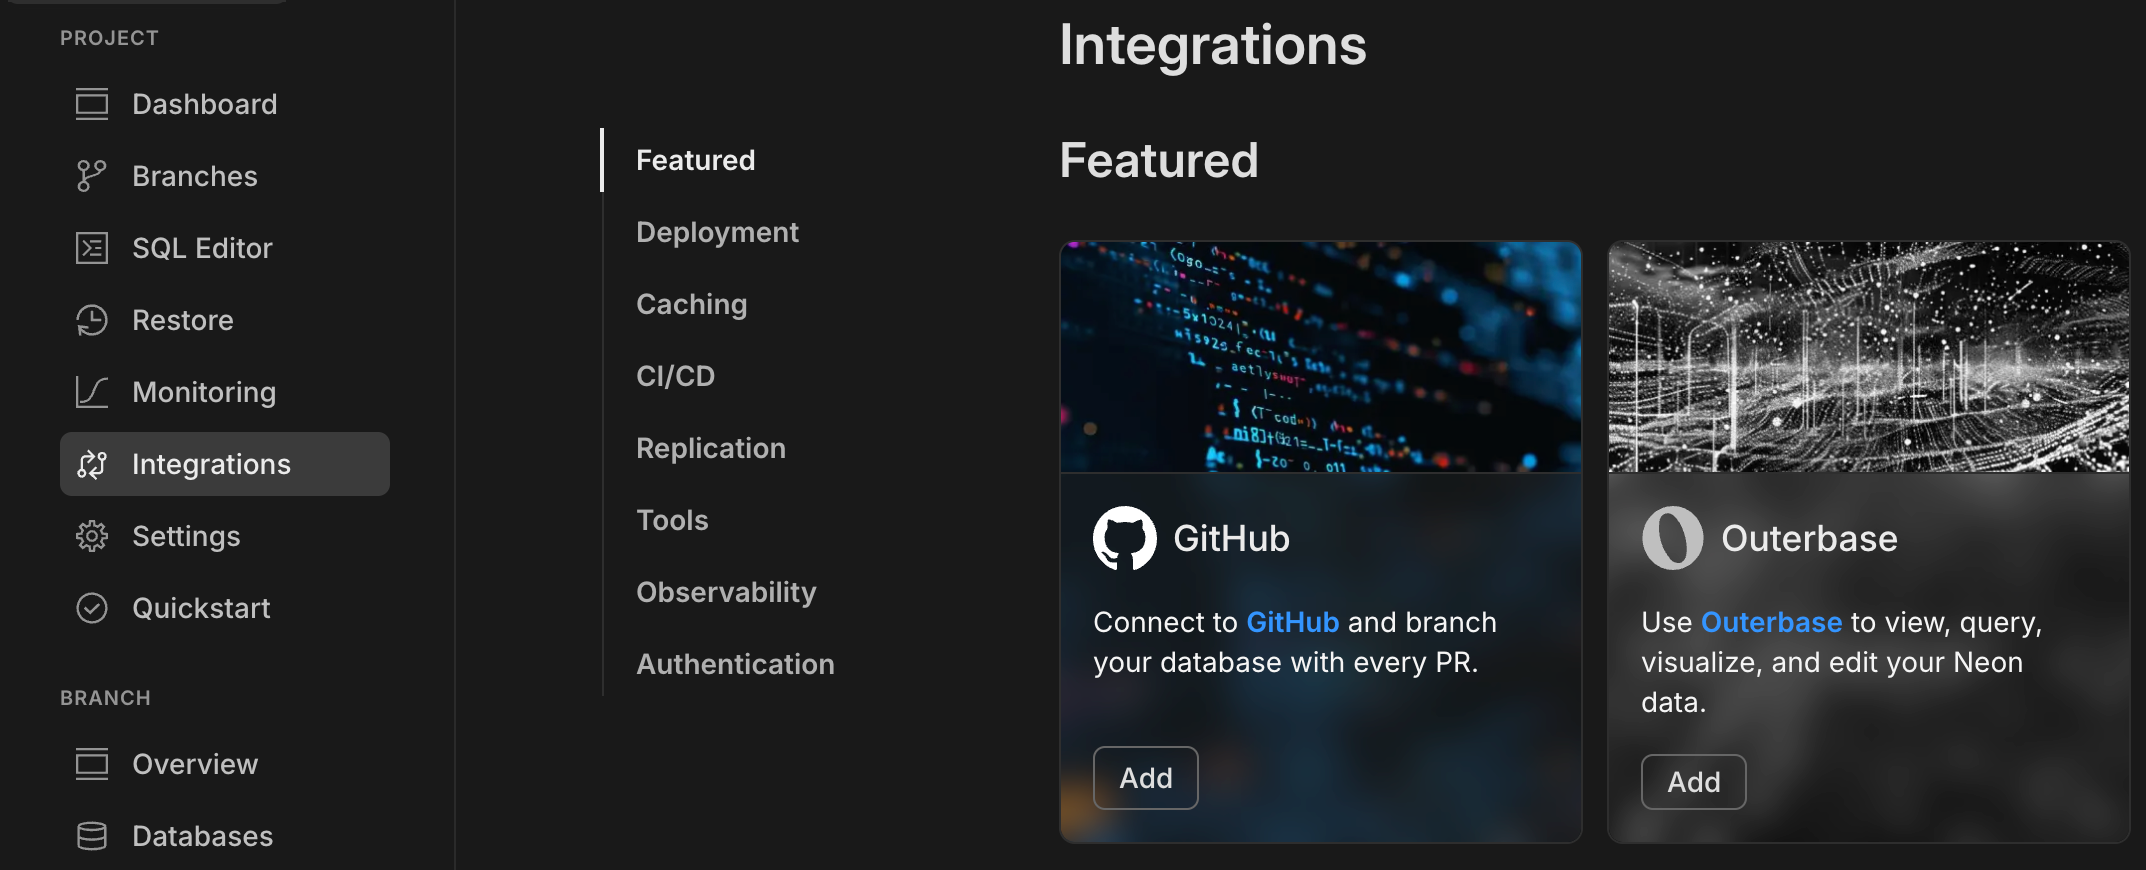 PROJECT
Dashboard
Branches
SQL Editor
Restore
Monitoring
Integrations
Settings
Quickstart
BRANCH
Overview
Databases
Featured
Deployment
Caching
CI/CD
Replication
Tools
Observability
Authentication
Integrations
Featured
GitHub
Connect to GitHub and branch
your database with every PR.
Add
Outerbase
Use Outerbase to view, query,
visualize, and edit your Neon
data.
Add